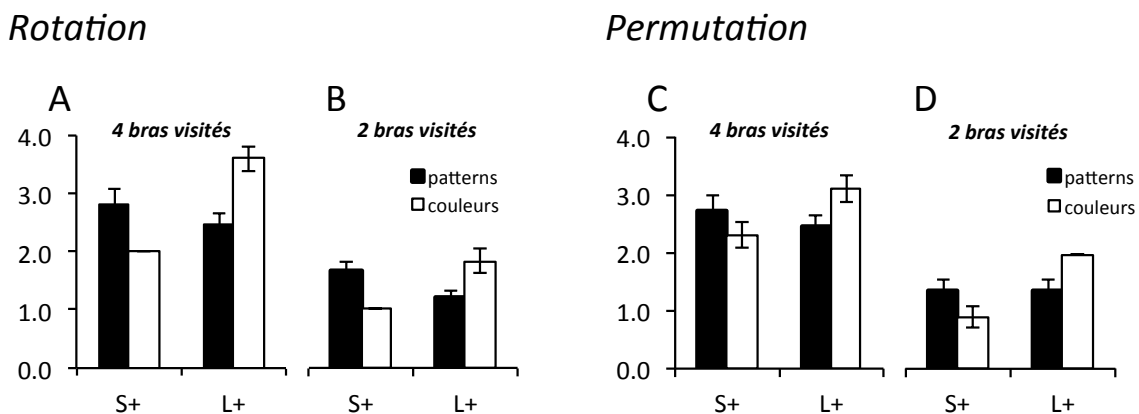 Rotation Permutation
A B C D
4 bras visités 2 bras visités 4 bras visités 2 bras visités
4.0 4.0
patterns patterns
3.0 3.0
couleurs couleurs
2.0 2.0
1.0 1.0
0.0 0.0
S+ L+ S+ L+ S+ L+ S+ L+